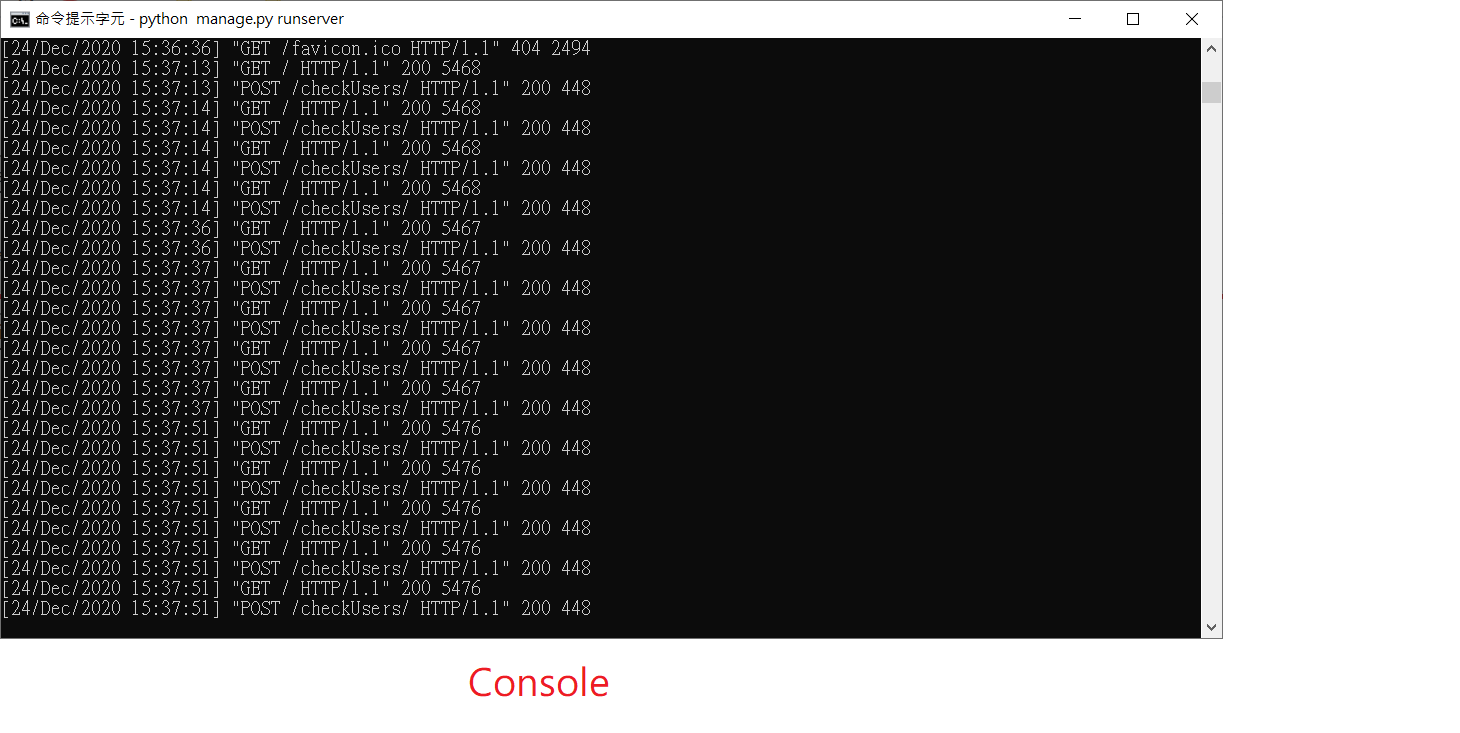 命令提示字元 - python  manage.py runserver
[24/Dec/2020 15:36:36] "GET /favicon.ico HTTP/1.1" 404 2494
[24/Dec/2020 15:37:13] "GET / HTTP/1.1" 200 5468
[24/Dec/2020 15:37:13] "POST /checkUsers/ HTTP/1.1" 200 448
[24/Dec/2020 15:37:14] "GET / HTTP/1.1" 200 5468
[24/Dec/2020 15:37:14] "POST /checkUsers/ HTTP/1.1" 200 448
[24/Dec/2020 15:37:14] "GET / HTTP/1.1" 200 5468
[24/Dec/2020 15:37:14] "POST /checkUsers/ HTTP/1.1" 200 448
[24/Dec/2020 15:37:14] "GET / HTTP/1.1" 200 5468
[24/Dec/2020 15:37:14] "POST /checkUsers/ HTTP/1.1" 200 448
[24/Dec/2020 15:37:36] "GET / HTTP/1.1" 200 5467
[24/Dec/2020 15:37:36] "POST /checkUsers/ HTTP/1.1" 200 448
[24/Dec/2020 15:37:37] "GET / HTTP/1.1" 200 5467
[24/Dec/2020 15:37:37] "POST /checkUsers/ HTTP/1.1" 200 448
[24/Dec/2020 15:37:37] "GET / HTTP/1.1" 200 5467
[24/Dec/2020 15:37:37] "POST /checkUsers/ HTTP/1.1" 200 448
[24/Dec/2020 15:37:37] "GET / HTTP/1.1" 200 5467
[24/Dec/2020 15:37:37] "POST /checkUsers/ HTTP/1.1" 200 448
[24/Dec/2020 15:37:37] "GET / HTTP/1.1" 200 5467
[24/Dec/2020 15:37:37] "POST /checkUsers/ HTTP/1.1" 200 448
[24/Dec/2020 15:37:51] "GET / HTTP/1.1" 200 5476
[24/Dec/2020 15:37:51] "POST /checkUsers/ HTTP/1.1" 200 448
[24/Dec/2020 15:37:51] "GET / HTTP/1.1" 200 5476
[24/Dec/2020 15:37:51] "POST /checkUsers/ HTTP/1.1" 200 448
[24/Dec/2020 15:37:51] "GET / HTTP/1.1" 200 5476
[24/Dec/2020 15:37:51] "POST /checkUsers/ HTTP/1.1" 200 448
[24/Dec/2020 15:37:51] "GET / HTTP/1.1" 200 5476
[24/Dec/2020 15:37:51] "POST /checkUsers/ HTTP/1.1" 200 448
[24/Dec/2020 15:37:51] "GET / HTTP/1.1" 200 5476
[24/Dec/2020 15:37:51] "POST /checkUsers/ HTTP/1.1" 200 448
Console